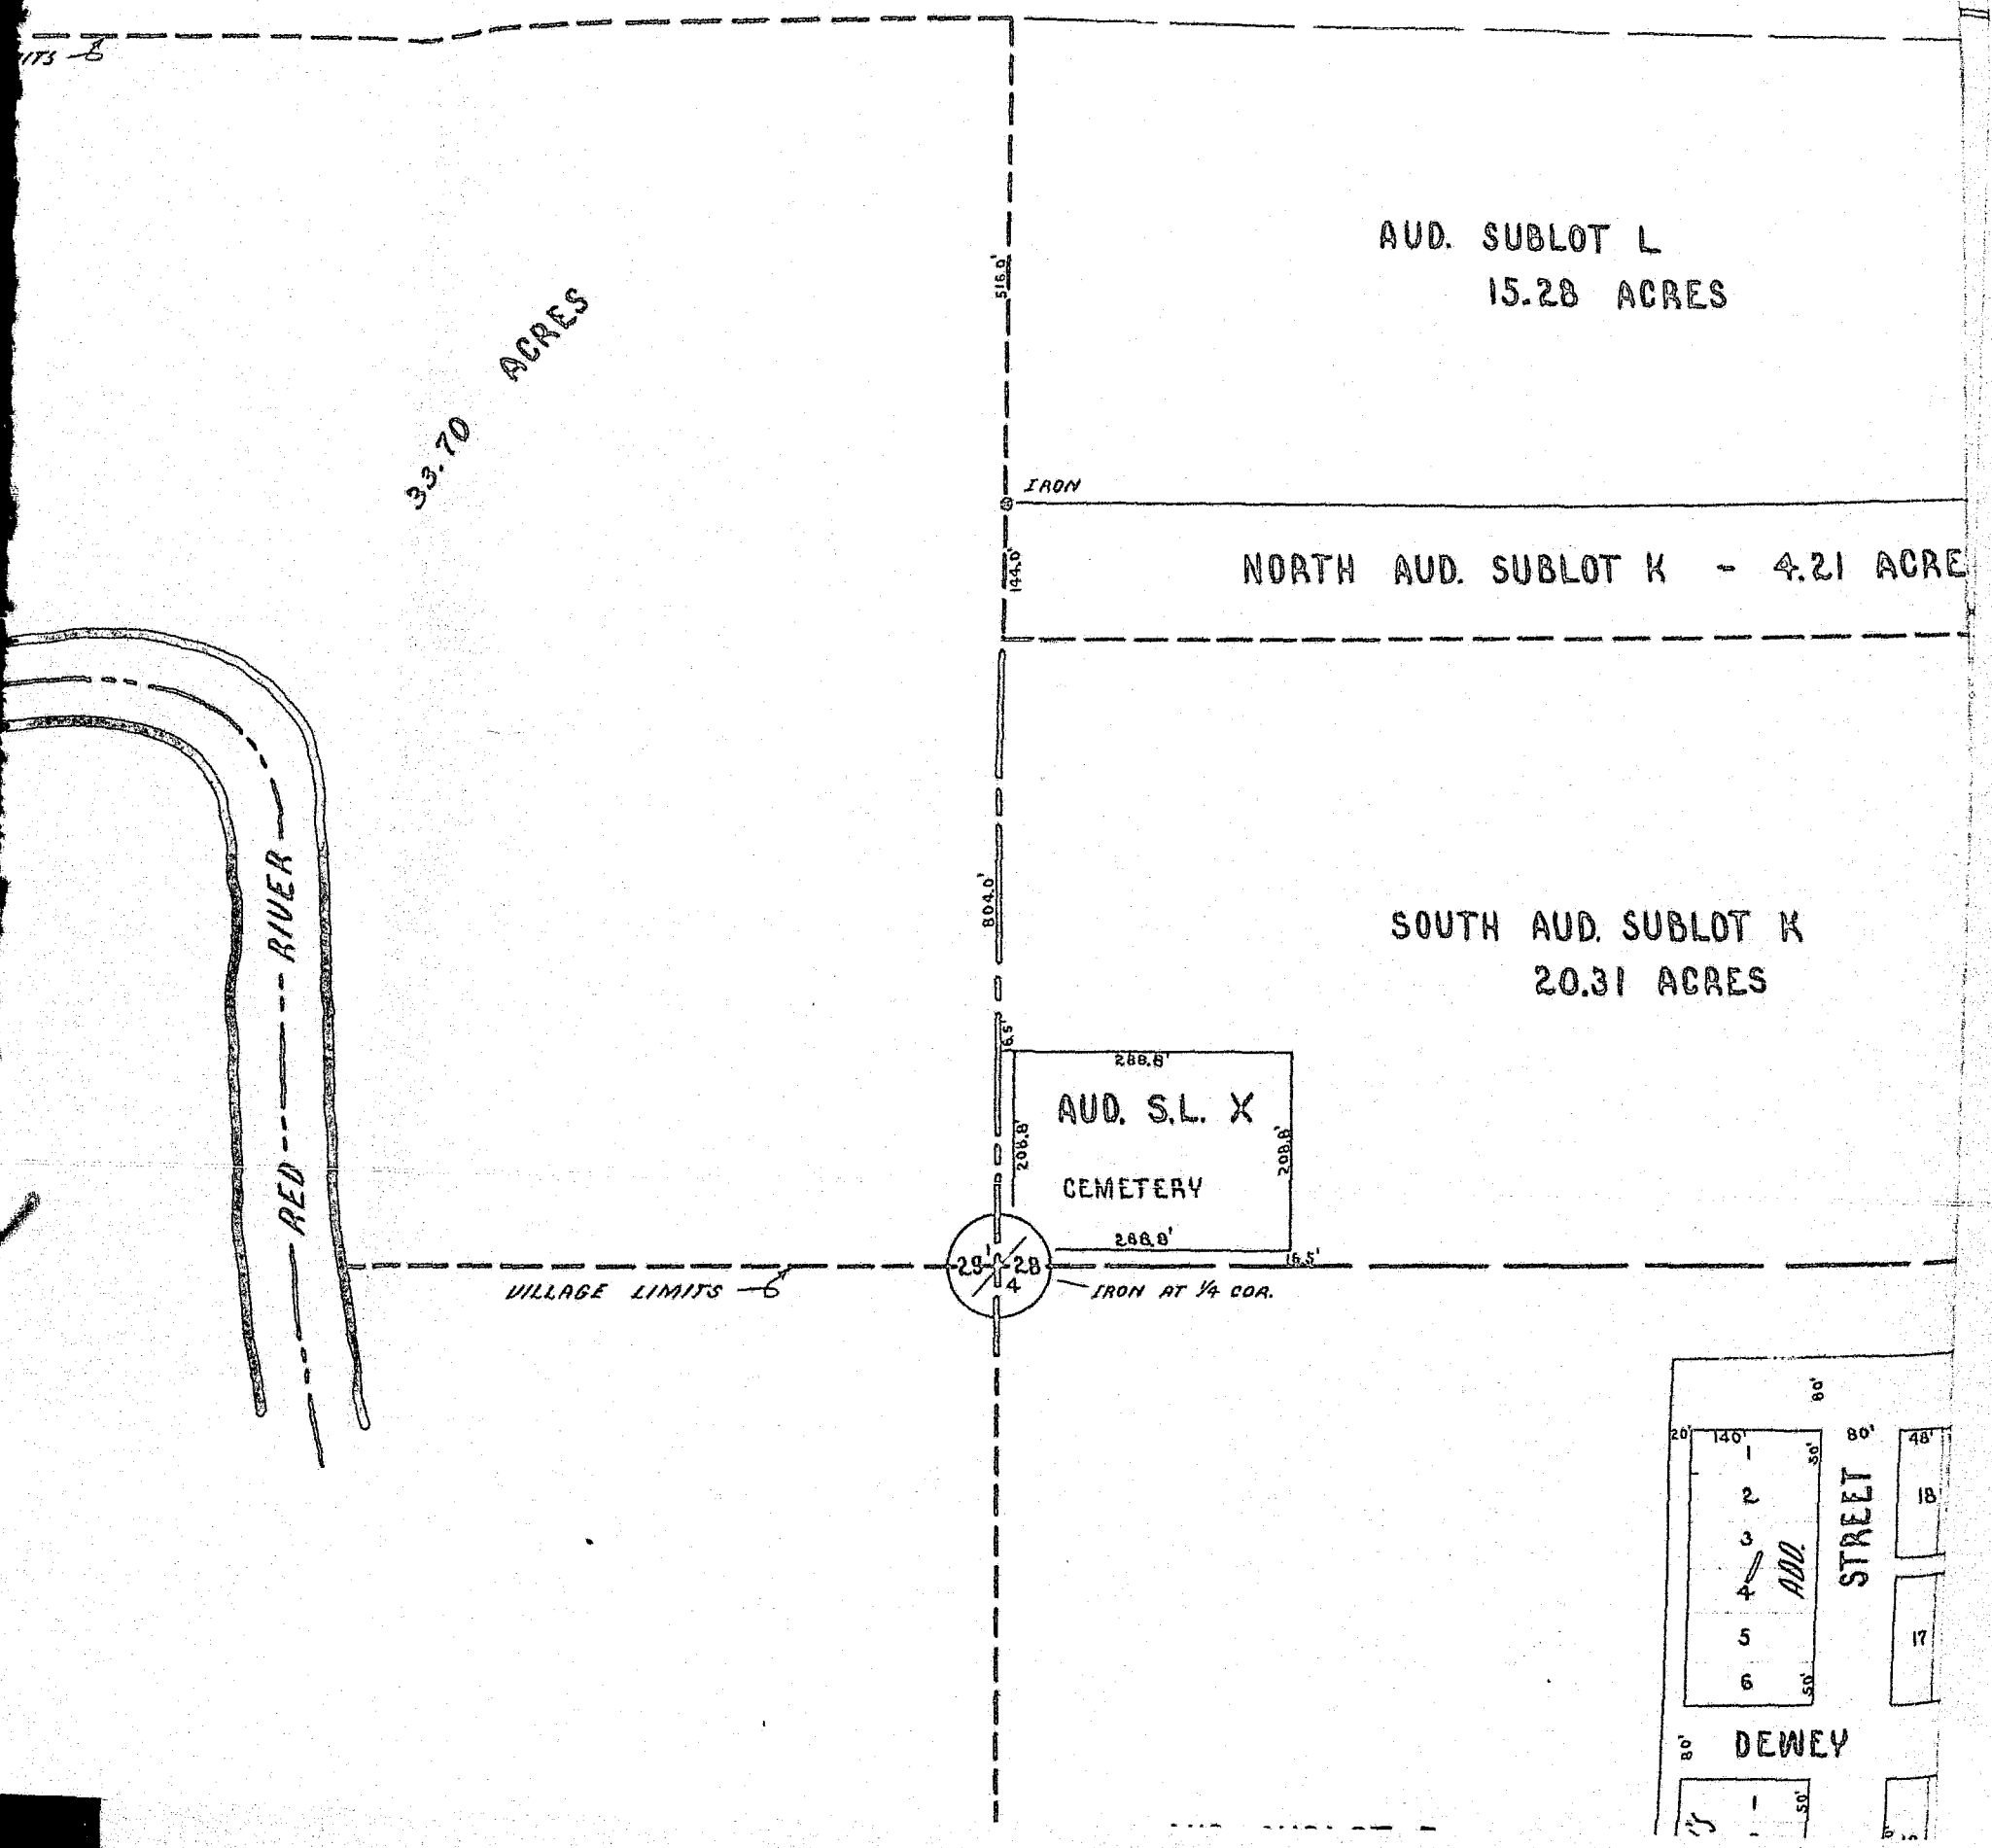 ITS
AUD. SUBLOT L
15.28 ACRES
516.0'
33.70 ACRES
IRON
144.0'
NORTH AUD. SUBLOT K - 4.21 ACRE
804.0'
SOUTH AUD. SUBLOT K
20.31 ACRES
RED RIVER
6.5'
288.8'
AUD. S.L. X
208.8'
208.8'
CEMETERY
288.8'
16.5'
29 1/4 28
VILLAGE LIMITS
IRON AT 1/4 COR.
80'
20'
140'
50'
80'
48'
1
2
3
4
5
6
ADD.
STREET
18
17
50'
80'
DEWEY
1
50'